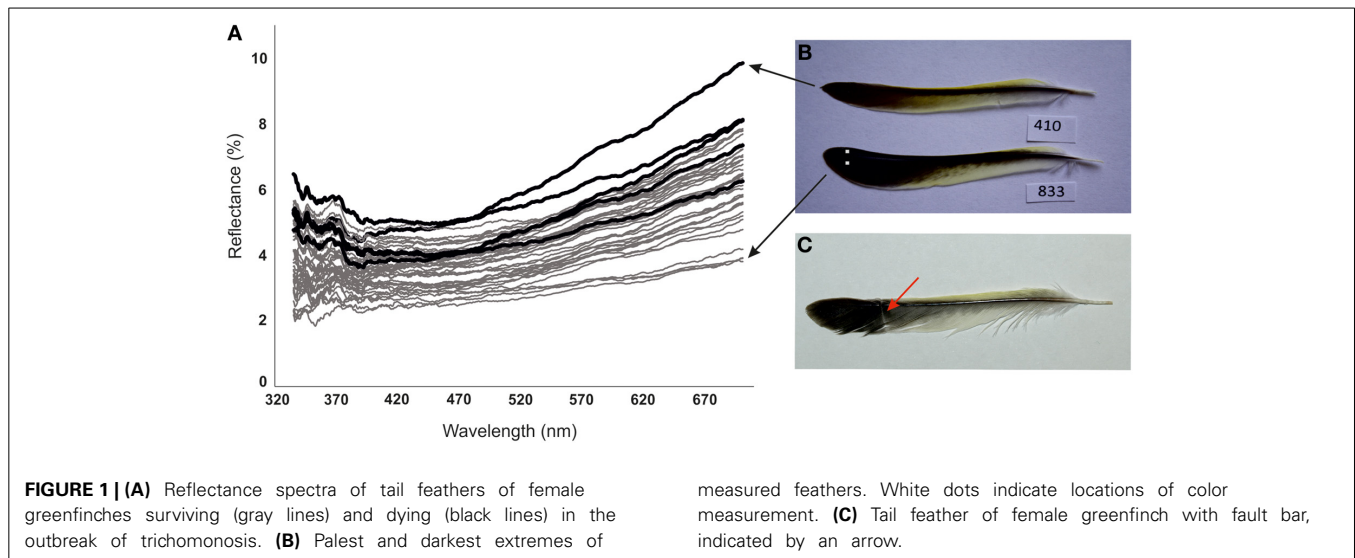 A
10
8
6
4
2
0
Reflectance (%)
320 370 420 470 520 570 620 670
Wavelength (nm)
B
410
833
C
FIGURE 1 | (A) Reflectance spectra of tail feathers of female
greenfinches surviving (gray lines) and dying (black lines) in the
outbreak of trichomonosis. (B) Palest and darkest extremes of
measured feathers. White dots indicate locations of color
measurement. (C) Tail feather of female greenfinch with fault bar,
indicated by an arrow.